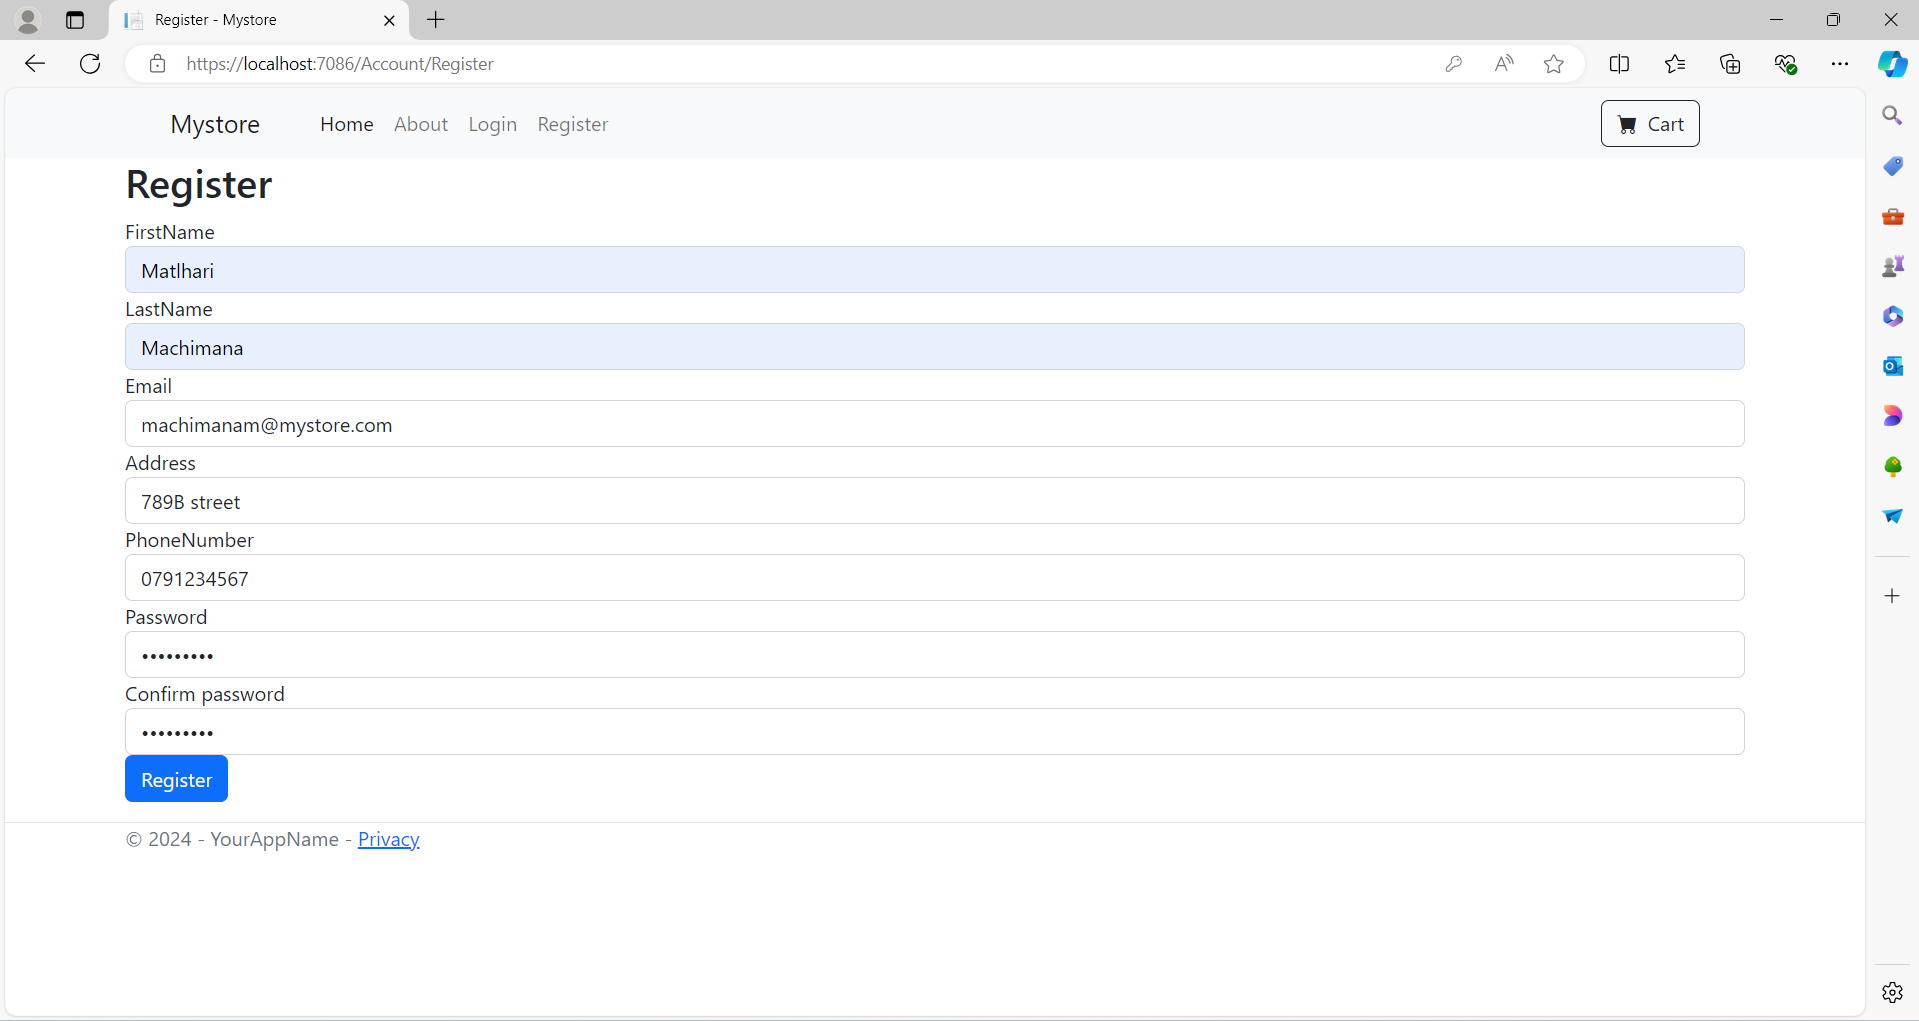 Register - Mystore
https://localhost:7086/Account/Register
Mystore Home About Login Register Cart
Register
FirstName
Matlhari
LastName
Machimana
Email
machimanam@mystore.com
Address
789B street
PhoneNumber
0791234567
Password
•••••••••
Confirm password
•••••••••
Register
© 2024 - YourAppName - Privacy